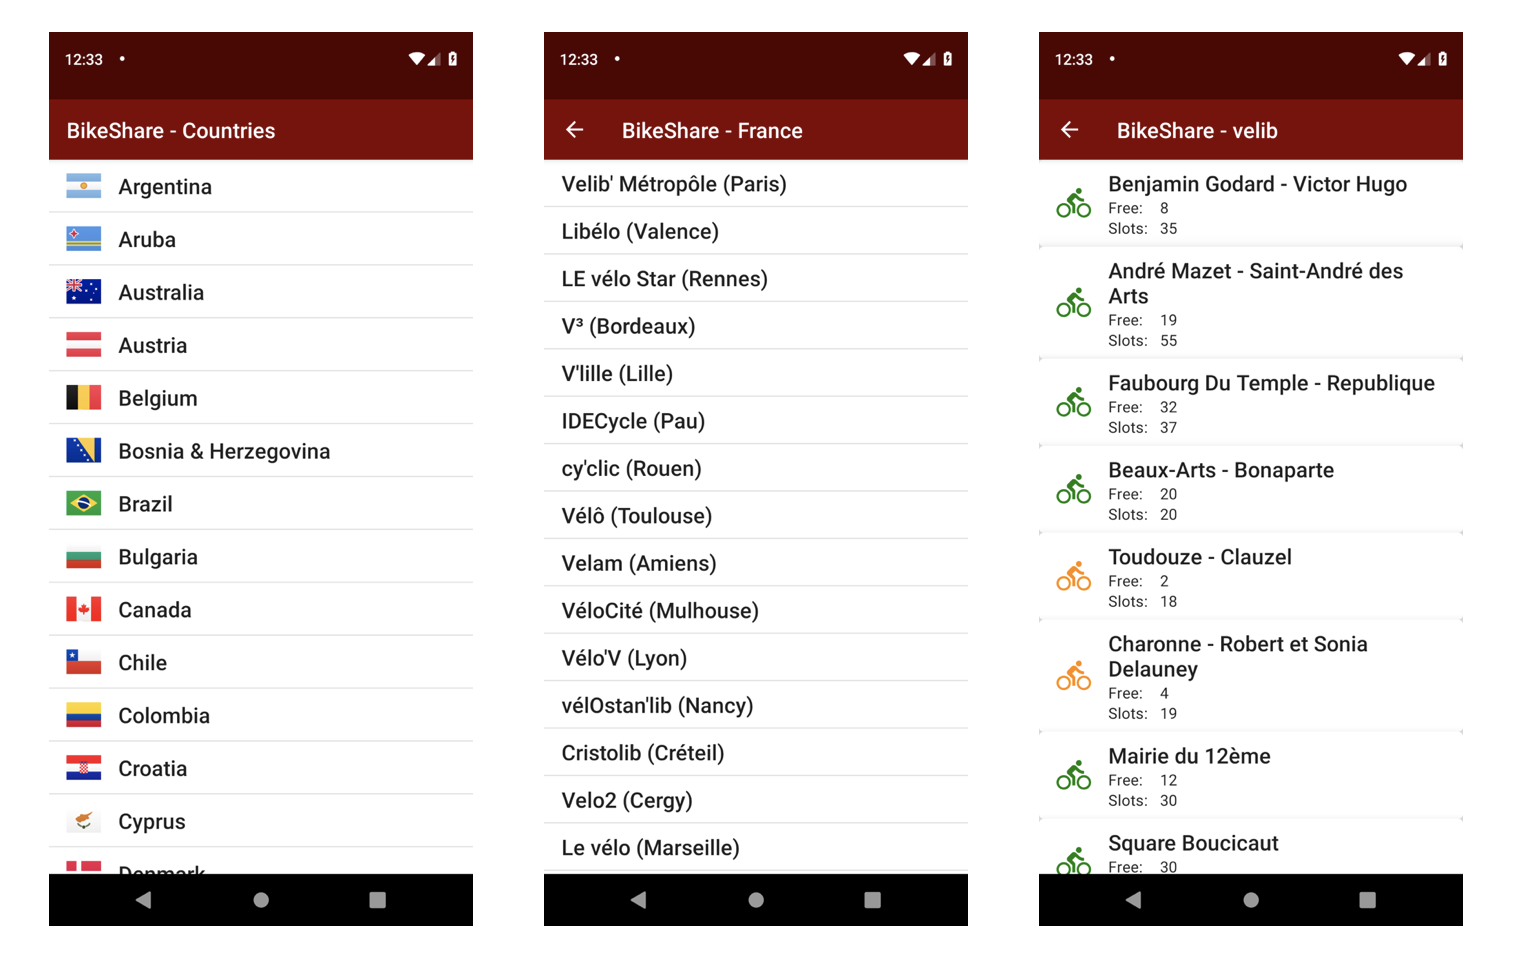 12:33
BikeShare - Countries
Argentina
Aruba
Australia
Austria
Belgium
Bosnia & Herzegovina
Brazil
Bulgaria
Canada
Chile
Colombia
Croatia
Cyprus
Denmark
12:33
BikeShare - France
Velib' Métropôle (Paris)
Libélo (Valence)
LE vélo Star (Rennes)
V³ (Bordeaux)
V'lille (Lille)
IDECycle (Pau)
cy'clic (Rouen)
Vélô (Toulouse)
Velam (Amiens)
VéloCité (Mulhouse)
Vélo'V (Lyon)
vélOstan'lib (Nancy)
Cristolib (Créteil)
Velo2 (Cergy)
Le vélo (Marseille)
12:33
BikeShare - velib
Benjamin Godard - Victor Hugo
Free: 8
Slots: 35
André Mazet - Saint-André des
Arts
Free: 19
Slots: 55
Faubourg Du Temple - Republique
Free: 32
Slots: 37
Beaux-Arts - Bonaparte
Free: 20
Slots: 20
Toudouze - Clauzel
Free: 2
Slots: 18
Charonne - Robert et Sonia
Delauney
Free: 4
Slots: 19
Mairie du 12ème
Free: 12
Slots: 30
Square Boucicaut
Free: 30